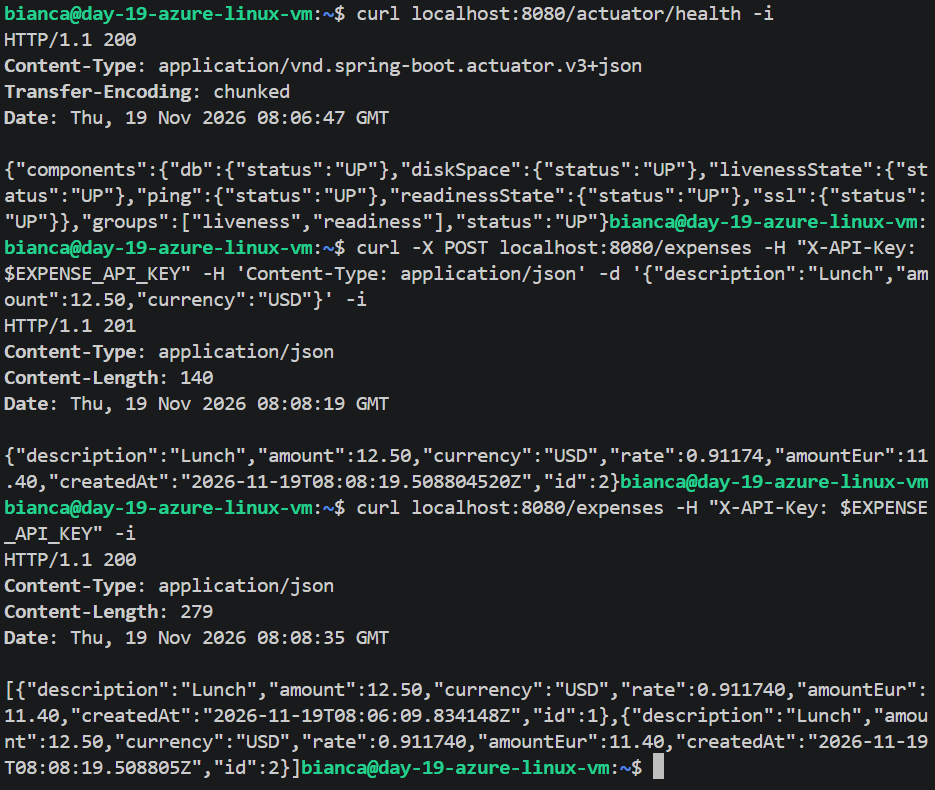 bianca@day-19-azure-linux-vm:~$ curl localhost:8080/actuator/health -i
HTTP/1.1 200
Content-Type: application/vnd.spring-boot.actuator.v3+json
Transfer-Encoding: chunked
Date: Thu, 19 Nov 2026 08:06:47 GMT

{"components":{"db":{"status":"UP"},"diskSpace":{"status":"UP"},"livenessState":{"st
atus":"UP"},"ping":{"status":"UP"},"readinessState":{"status":"UP"},"ssl":{"status":
"UP"}},"groups":["liveness","readiness"],"status":"UP"}bianca@day-19-azure-linux-vm:
bianca@day-19-azure-linux-vm:~$ curl -X POST localhost:8080/expenses -H "X-API-Key:
$EXPENSE_API_KEY" -H 'Content-Type: application/json' -d '{"description":"Lunch","am
ount":12.50,"currency":"USD"}' -i
HTTP/1.1 201
Content-Type: application/json
Content-Length: 140
Date: Thu, 19 Nov 2026 08:08:19 GMT

{"description":"Lunch","amount":12.50,"currency":"USD","rate":0.91174,"amountEur":11
.40,"createdAt":"2026-11-19T08:08:19.508804520Z","id":2}bianca@day-19-azure-linux-vm
bianca@day-19-azure-linux-vm:~$ curl localhost:8080/expenses -H "X-API-Key: $EXPENSE
_API_KEY" -i
HTTP/1.1 200
Content-Type: application/json
Content-Length: 279
Date: Thu, 19 Nov 2026 08:08:35 GMT

[{"description":"Lunch","amount":12.50,"currency":"USD","rate":0.911740,"amountEur":
11.40,"createdAt":"2026-11-19T08:06:09.834148Z","id":1},{"description":"Lunch","amou
nt":12.50,"currency":"USD","rate":0.911740,"amountEur":11.40,"createdAt":"2026-11-19
T08:08:19.508805Z","id":2}]bianca@day-19-azure-linux-vm:~$